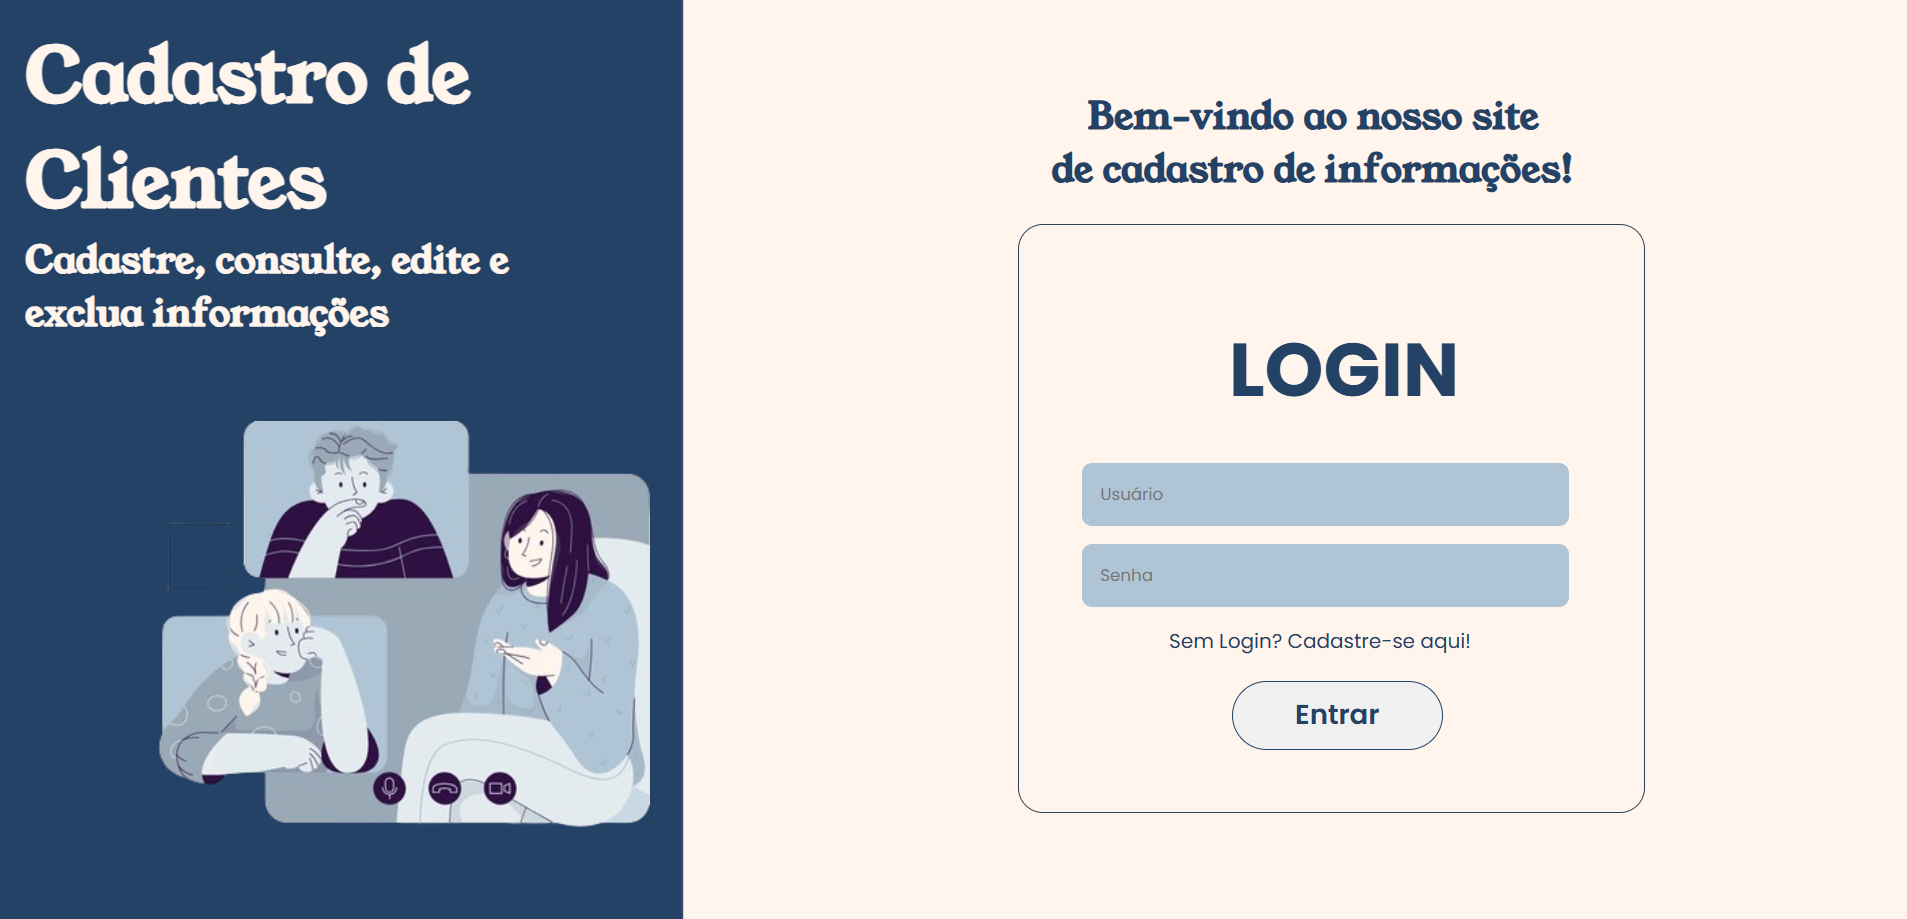 Cadastro de
Clientes
Cadastre, consulte, edite e
exclua informações
Bem-vindo ao nosso site
de cadastro de informações!
LOGIN
Usuário
Senha
Sem Login? Cadastre-se aqui!
Entrar